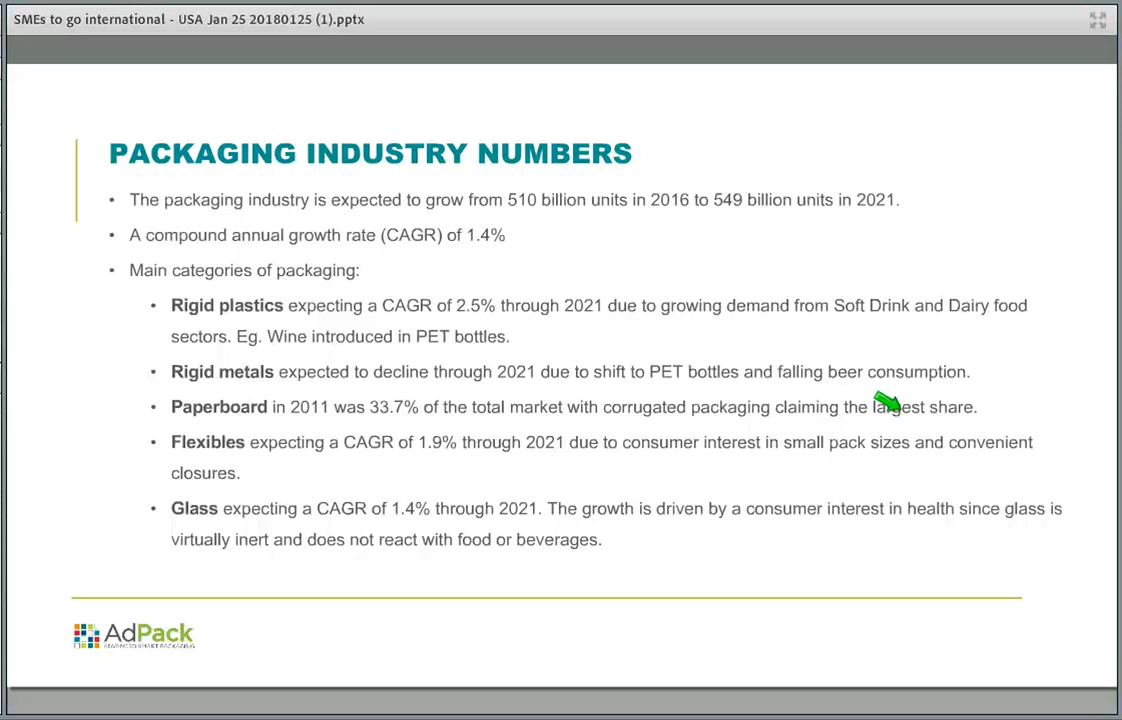 SMEs to go international - USA Jan 25 20180125 (1).pptx
PACKAGING INDUSTRY NUMBERS
• The packaging industry is expected to grow from 510 billion units in 2016 to 549 billion units in 2021.
• A compound annual growth rate (CAGR) of 1.4%
• Main categories of packaging:
• Rigid plastics expecting a CAGR of 2.5% through 2021 due to growing demand from Soft Drink and Dairy food
sectors. Eg. Wine introduced in PET bottles.
• Rigid metals expected to decline through 2021 due to shift to PET bottles and falling beer consumption.
• Paperboard in 2011 was 33.7% of the total market with corrugated packaging claiming the largest share.
• Flexibles expecting a CAGR of 1.9% through 2021 due to consumer interest in small pack sizes and convenient
closures.
• Glass expecting a CAGR of 1.4% through 2021. The growth is driven by a consumer interest in health since glass is
virtually inert and does not react with food or beverages.
AdPack
ADVANCED SMART PACKAGING